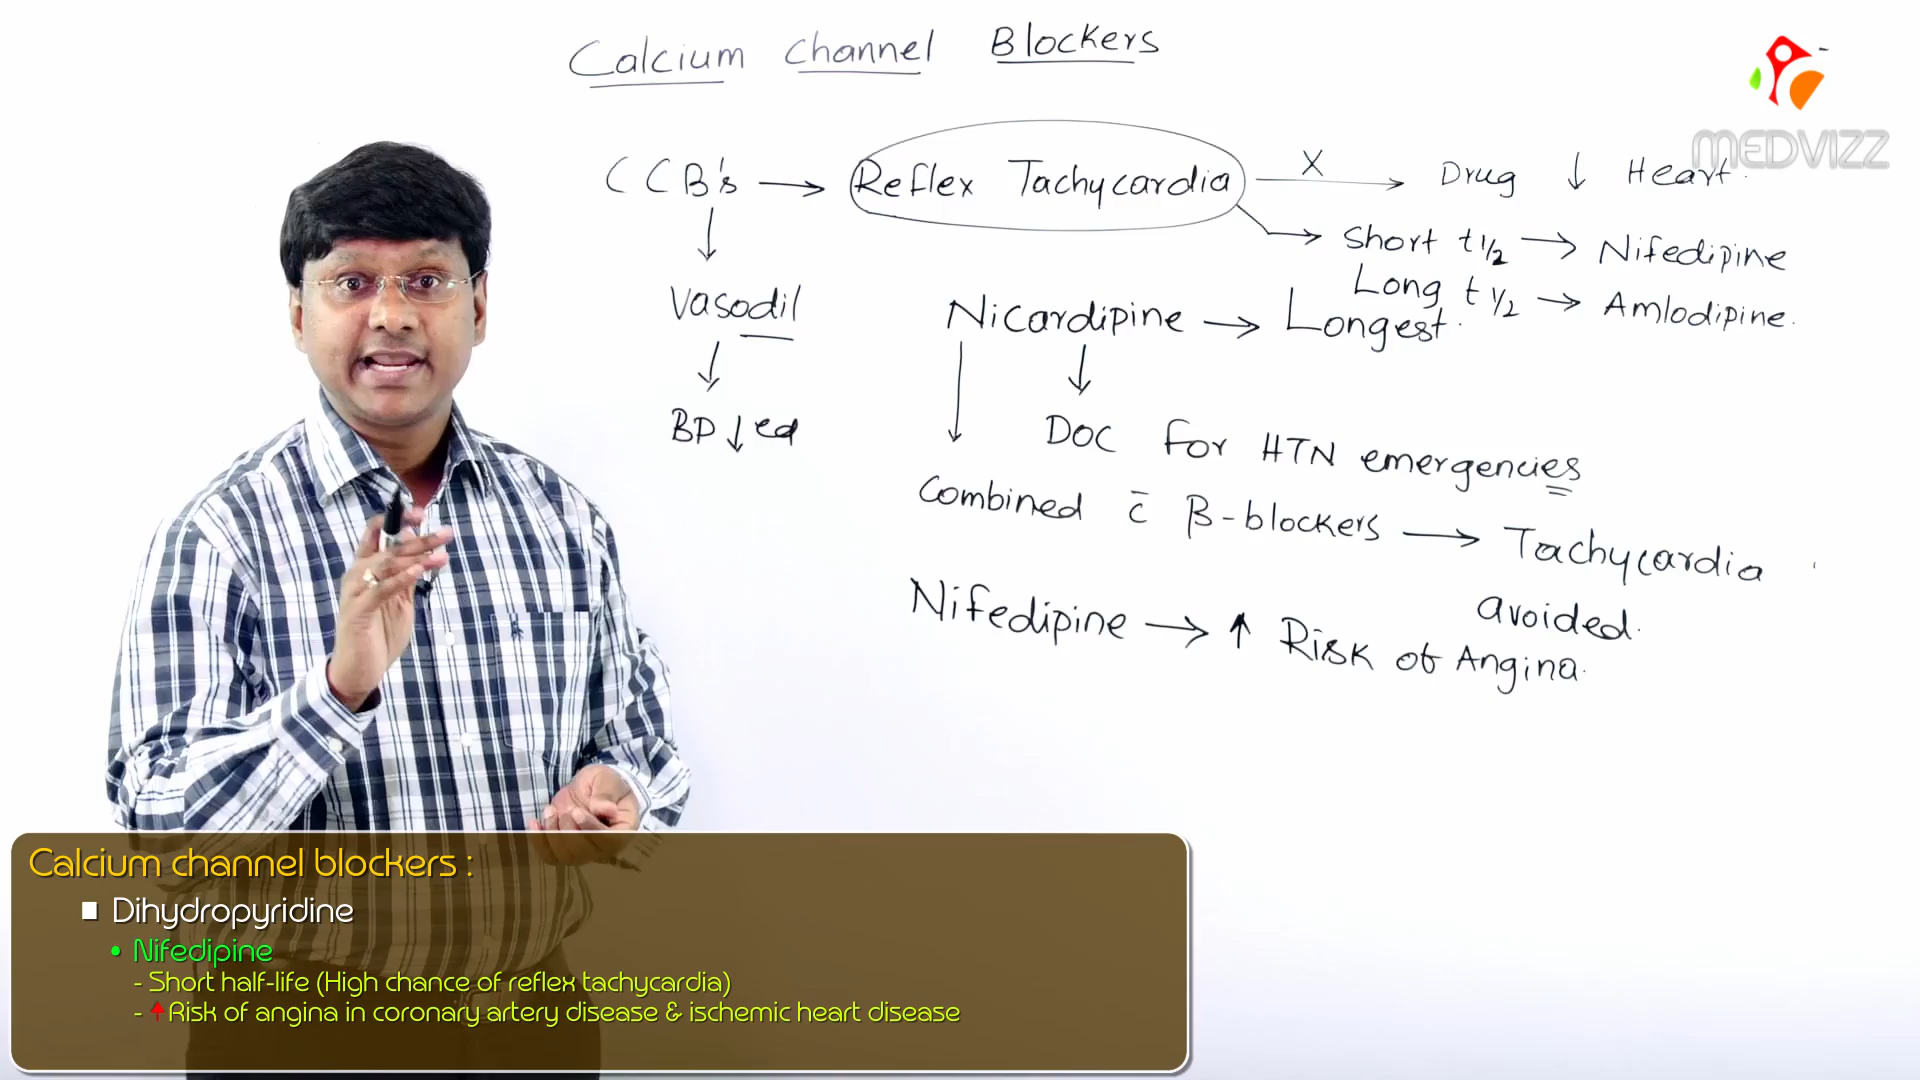 Calcium Channel Blockers
MEDVIZZ
CCB's → Reflex Tachycardia X → Drug ↓ Heart
→ Short t 1/2 → Nifedipine
Long t 1/2 → Amlodipine.
Vasodil
Nicardipine → Longest.
BP ↓ ed
DOC For HTN emergencies
Combined c̄ β-blockers → Tachycardia
avoided.
Nifedipine → ↑ Risk of Angina.
Calcium channel blockers :
■ Dihydropyridine
• Nifedipine
- Short half-life (High chance of reflex tachycardia)
- ↑Risk of angina in coronary artery disease & ischemic heart disease